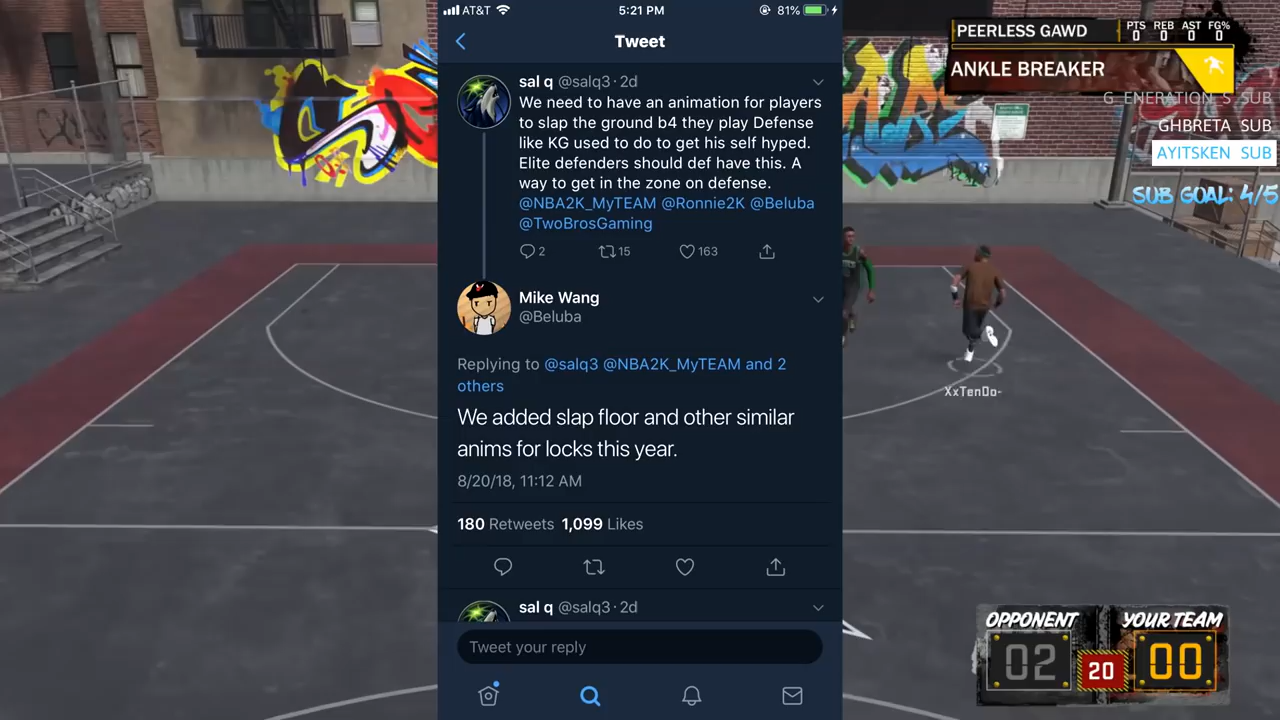 AT&T
5:21 PM
81%
Tweet
sal q @salq3 · 2d
We need to have an animation for players
to slap the ground b4 they play Defense
like KG used to do to get his self hyped.
Elite defenders should def have this. A
way to get in the zone on defense.
@NBA2K_MyTEAM @Ronnie2K @Beluba
@TwoBrosGaming
2
15
163
Mike Wang
@Beluba
Replying to @salq3 @NBA2K_MyTEAM and 2
others
We added slap floor and other similar
anims for locks this year.
8/20/18, 11:12 AM
180 Retweets 1,099 Likes
sal q @salq3 · 2d
Tweet your reply
PEERLESS GAWD
PTS REB AST FG%
0 0 0 0
ANKLE BREAKER
G_ENERATION_S SUB
GHBRETA SUB
AYITSKEN SUB
SUB GOAL: 4/5
XxTenDo-
OPPONENT YOUR TEAM
02 20 00